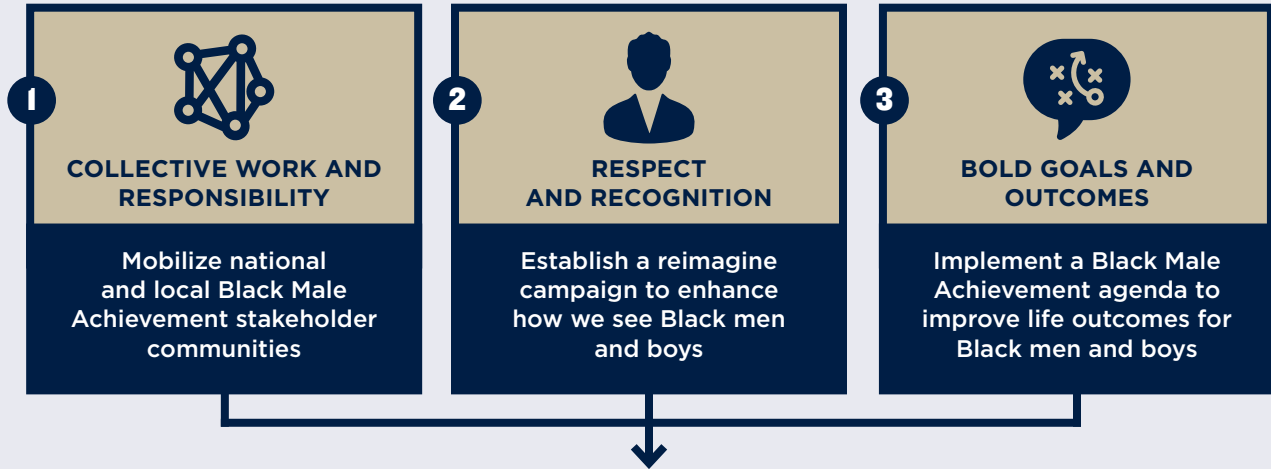 1
COLLECTIVE WORK AND
RESPONSIBILITY
Mobilize national
and local Black Male
Achievement stakeholder
communities
2
RESPECT
AND RECOGNITION
Establish a reimagine
campaign to enhance
how we see Black men
and boys
3
BOLD GOALS AND
OUTCOMES
Implement a Black Male
Achievement agenda to
improve life outcomes for
Black men and boys